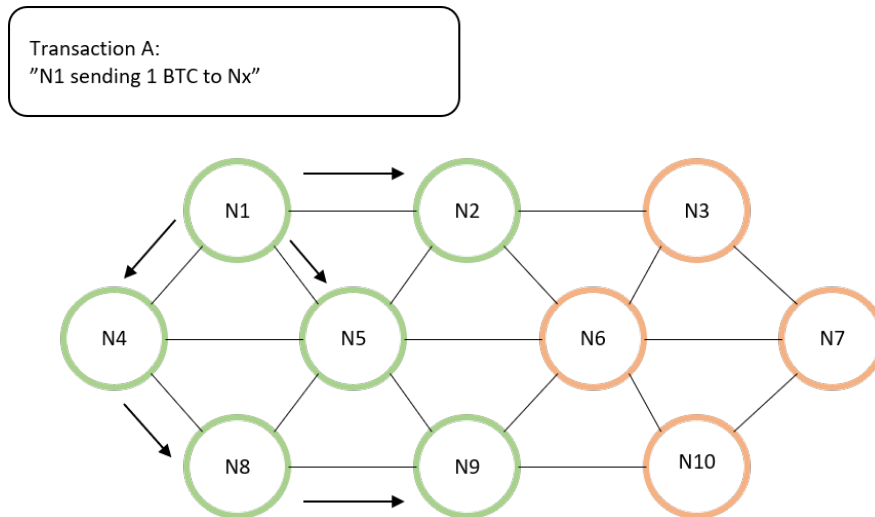 Transaction A:
”N1 sending 1 BTC to Nx”
N1
N2
N3
N4
N5
N6
N7
N8
N9
N10